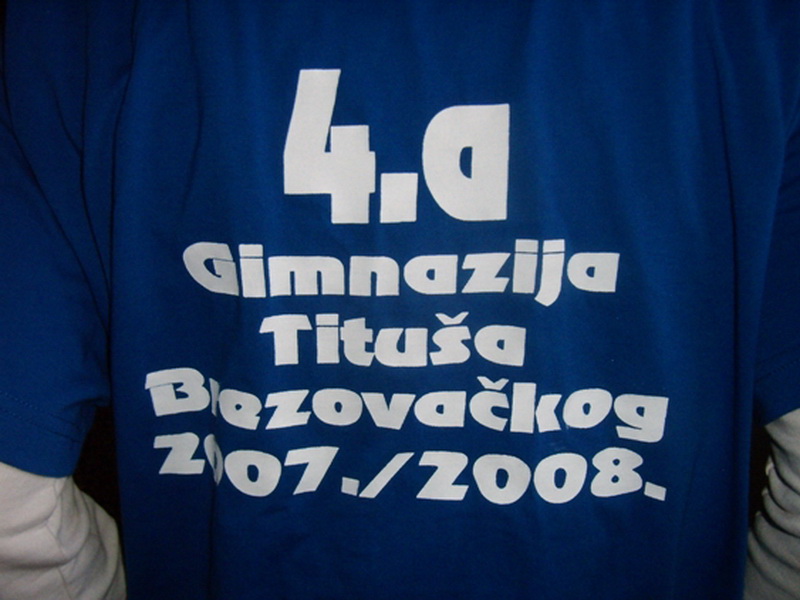 4.a
Gimnazija
Tituša
Brezovačkog
2007./2008.